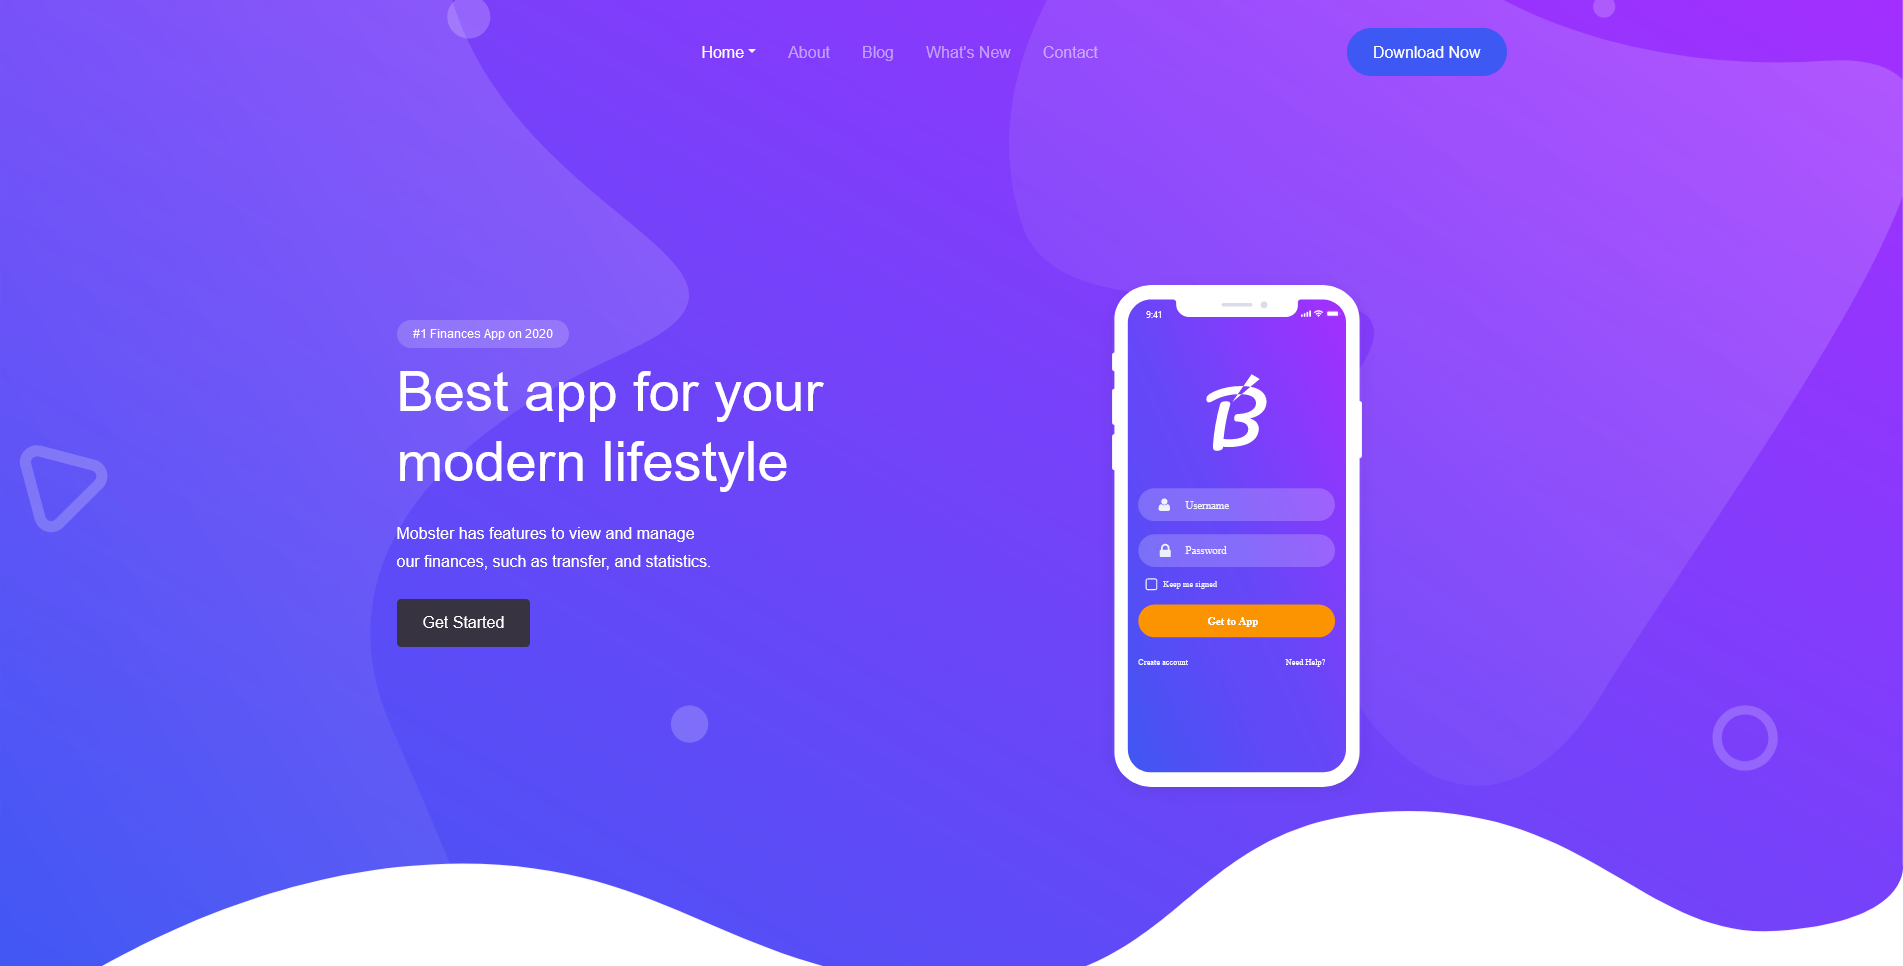 Home
About
Blog
What's New
Contact
Download Now
#1 Finances App on 2020
Best app for your
modern lifestyle
Mobster has features to view and manage
our finances, such as transfer, and statistics.
Get Started
9:41
B
Username
Password
Keep me signed
Get to App
Create account
Need Help?